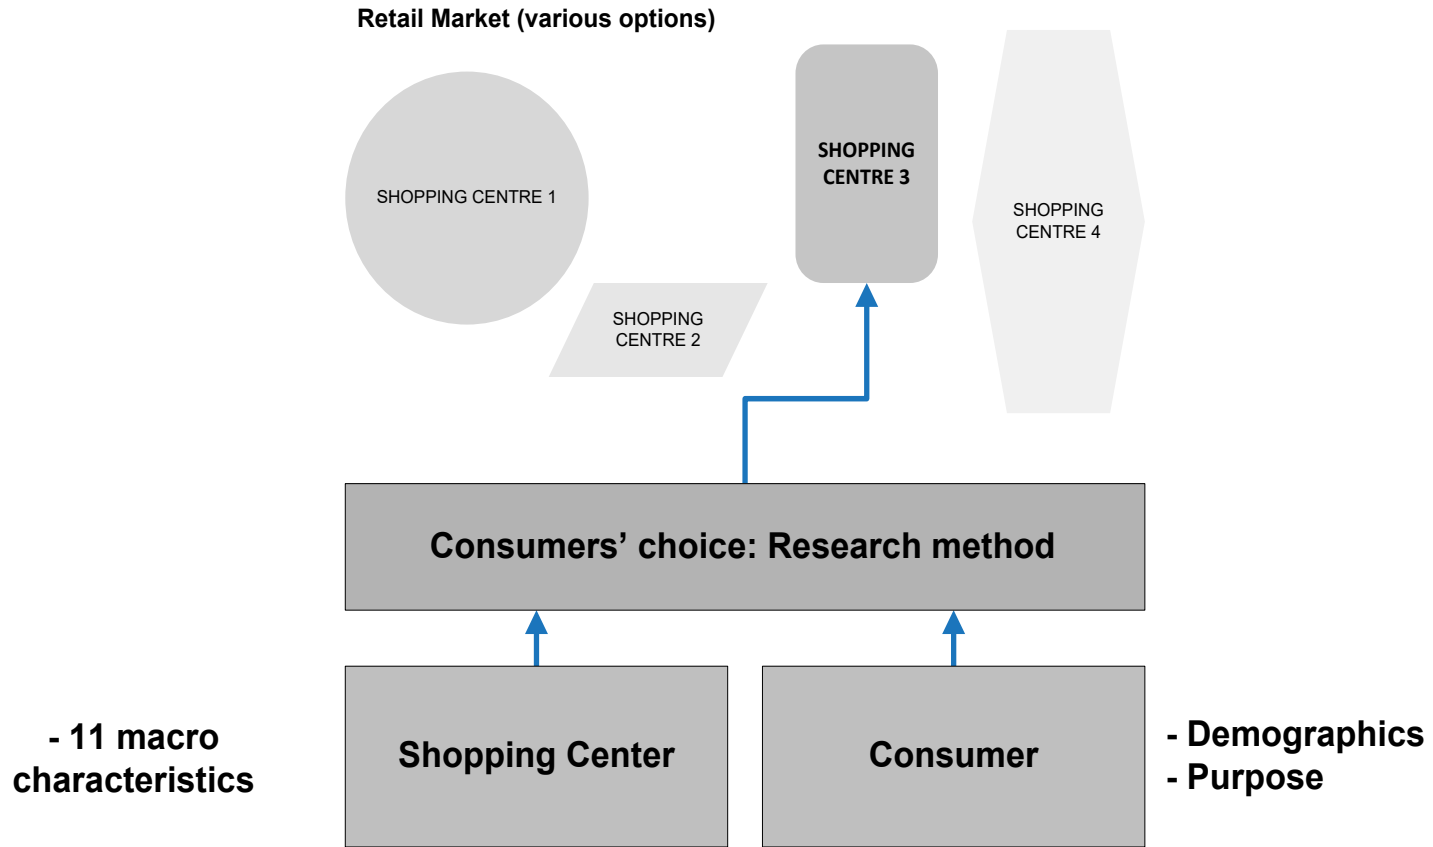 Retail Market (various options)
SHOPPING CENTRE 1
SHOPPING
CENTRE 2
SHOPPING
CENTRE 3
SHOPPING
CENTRE 4
Consumers’ choice: Research method
- 11 macro
characteristics
Shopping Center
Consumer
- Demographics
- Purpose